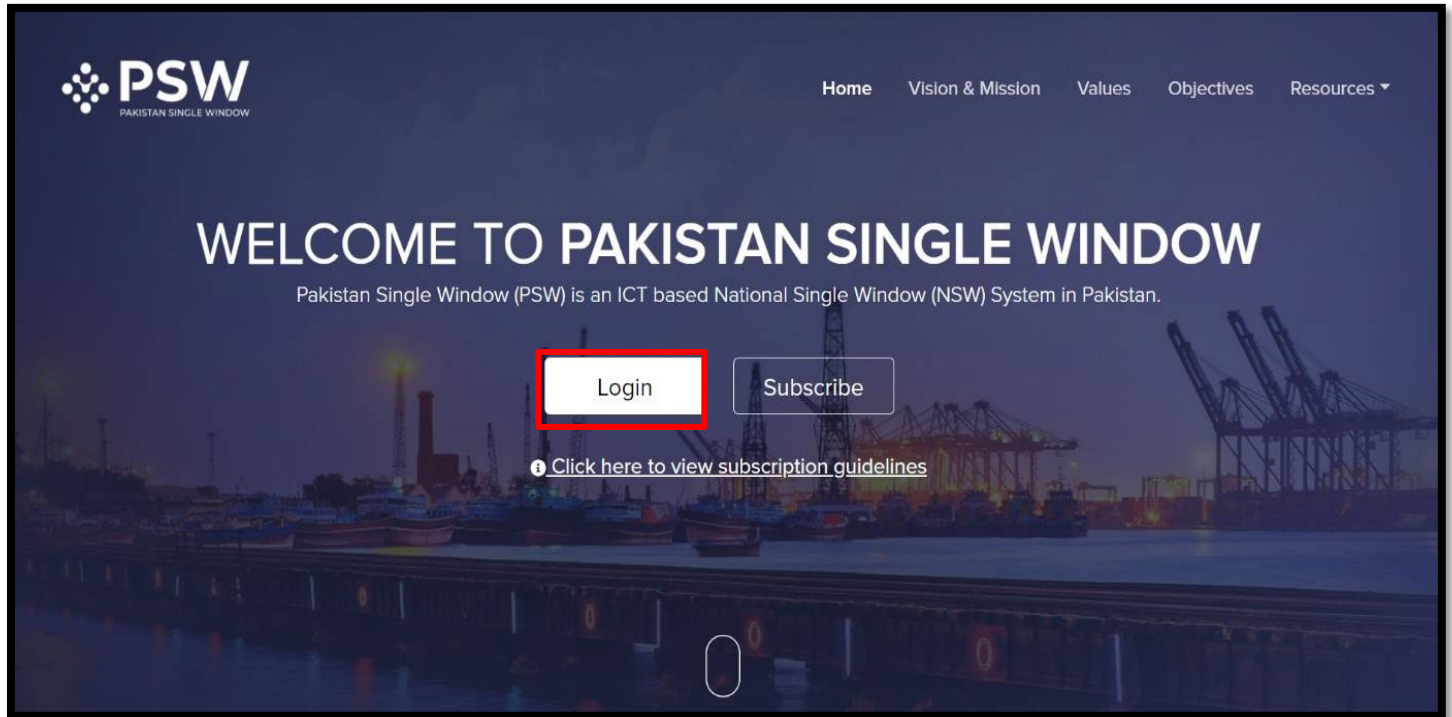 PSW
PAKISTAN SINGLE WINDOW
Home Vision & Mission Values Objectives Resources
WELCOME TO PAKISTAN SINGLE WINDOW
Pakistan Single Window (PSW) is an ICT based National Single Window (NSW) System in Pakistan.
Login Subscribe
Click here to view subscription guidelines